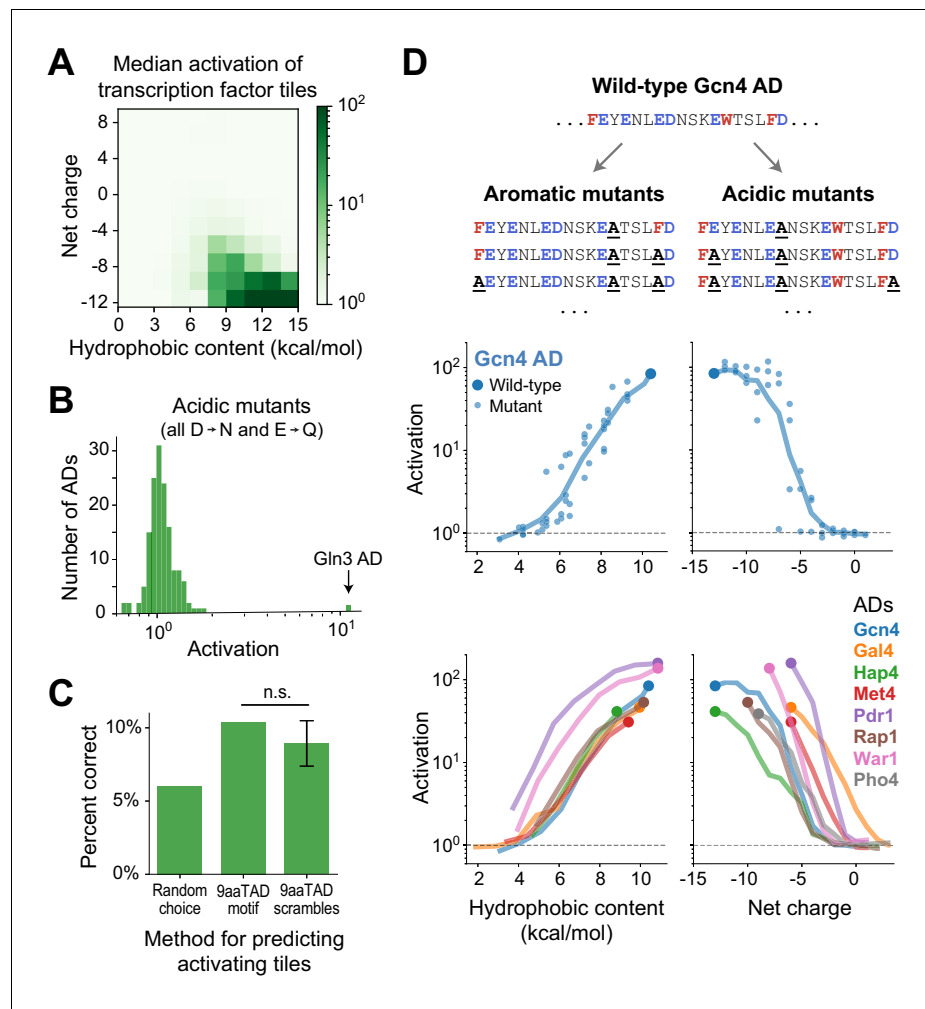 A
Median activation of
transcription factor tiles
8
4
0
-4
-8
-12
Net charge
0 3 6 9 12 15
Hydrophobic content (kcal/mol)
10²
10¹
10⁰
B
Acidic mutants
(all D→N and E→Q)
30
20
10
0
Number of ADs
Gln3 AD
10⁰ 10¹
Activation
C
n.s.
10%
5%
0%
Percent correct
Random choice
9aaTAD motif
9aaTAD scrambles
Method for predicting
activating tiles
D
Wild-type Gcn4 AD
...FEYENLEDNSKEWTSLFD...
Aromatic mutants
FEYENLEDNSKEATSLFD
FEYENLEDNSKEATSLAD
AEYENLEDNSKEATSLAD
...
Acidic mutants
FEYENLEANSKEWTSLFD
FAYENLEANSKEWTSLFD
FAYENLEANSKEWTSLFA
...
Gcn4 AD
Wild-type
Mutant
10²
10¹
10⁰
Activation
2 4 6 8 10
-15 -10 -5 0
10²
10¹
10⁰
Activation
2 4 6 8 10
Hydrophobic content
(kcal/mol)
ADs
Gcn4
Gal4
Hap4
Met4
Pdr1
Rap1
War1
Pho4
-15 -10 -5 0
Net charge